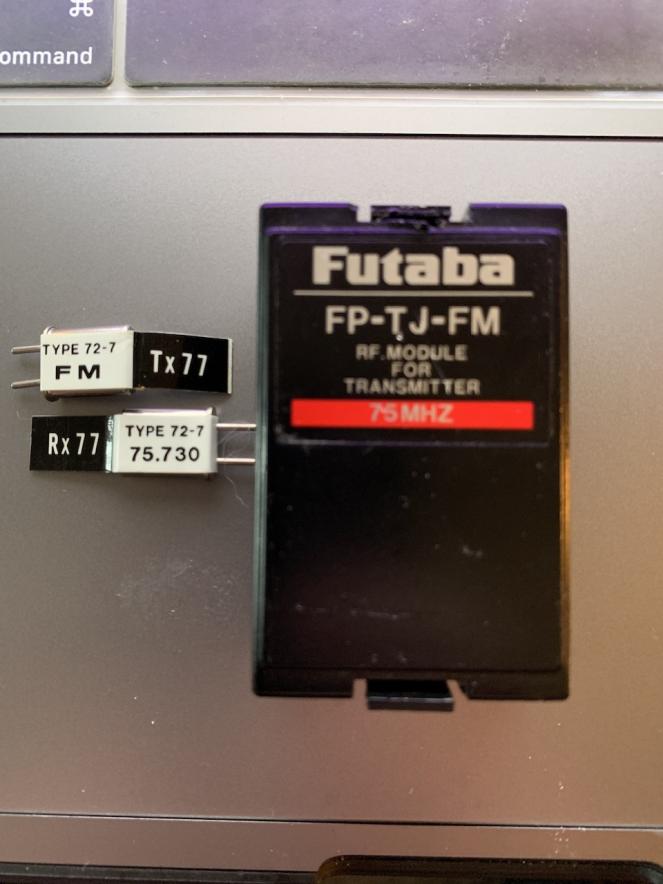 ⌘
ommand
Futaba
FP-TJ-FM
RF.MODULE
FOR
TRANSMITTER
75MHZ
TYPE 72-7
FM
Tx77
Rx77
TYPE 72-7
75.730